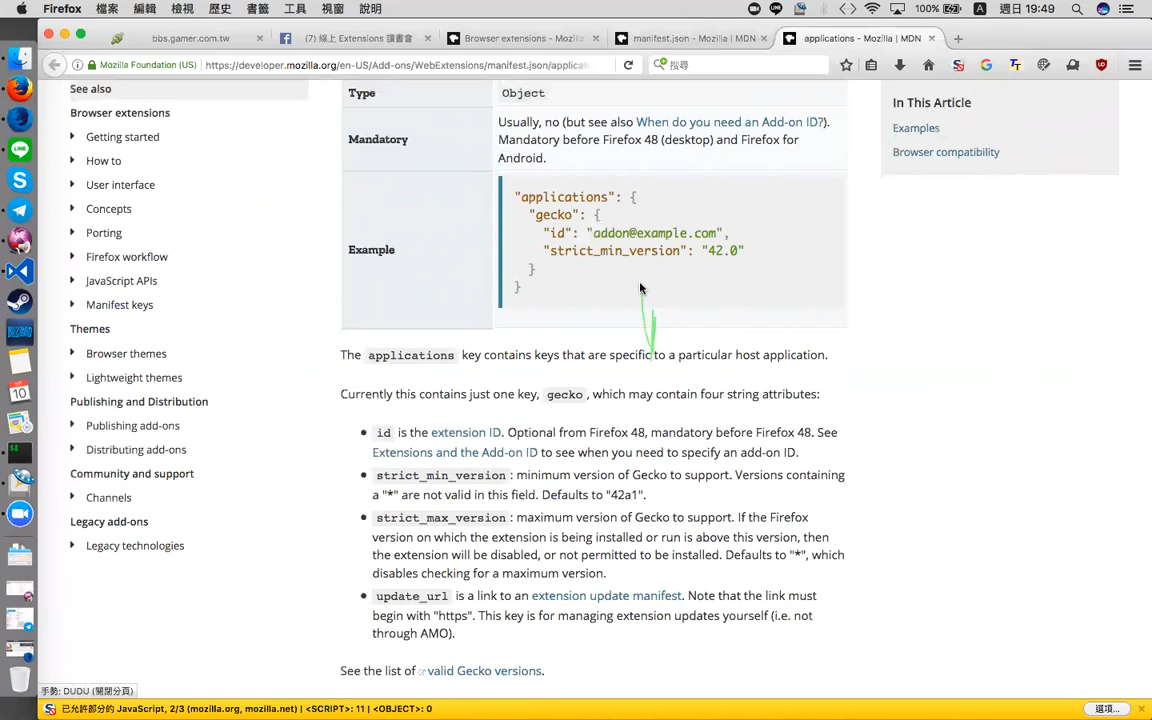 Firefox 檔案 編輯 檢視 歷史 書籤 工具 視窗 說明 100% A 週日 19:49
bbs.gamer.com.tw × (7) 線上 Extensions 讀書會 × Browser extensions - Mozilla × manifest.json - Mozilla | MDN × applications - Mozilla | MDN × +
Mozilla Foundation (US) https://developer.mozilla.org/en-US/Add-ons/WebExtensions/manifest.json/applicat 搜尋
See also
Browser extensions
Getting started
How to
User interface
Concepts
Porting
Firefox workflow
JavaScript APIs
Manifest keys
Themes
Browser themes
Lightweight themes
Publishing and Distribution
Publishing add-ons
Distributing add-ons
Community and support
Channels
Legacy add-ons
Legacy technologies
Type Object
Mandatory
Usually, no (but see also When do you need an Add-on ID?).
Mandatory before Firefox 48 (desktop) and Firefox for
Android.
Example
"applications": {
"gecko": {
"id": "addon@example.com",
"strict_min_version": "42.0"
}
}
The applications key contains keys that are specific to a particular host application.
Currently this contains just one key, gecko, which may contain four string attributes:
id is the extension ID. Optional from Firefox 48, mandatory before Firefox 48. See
Extensions and the Add-on ID to see when you need to specify an add-on ID.
strict_min_version: minimum version of Gecko to support. Versions containing
a "*" are not valid in this field. Defaults to "42a1".
strict_max_version: maximum version of Gecko to support. If the Firefox
version on which the extension is being installed or run is above this version, then
the extension will be disabled, or not permitted to be installed. Defaults to "*", which
disables checking for a maximum version.
update_url is a link to an extension update manifest. Note that the link must
begin with "https". This key is for managing extension updates yourself (i.e. not
through AMO).
See the list of valid Gecko versions.
In This Article
Examples
Browser compatibility
手勢: DUDU (關閉分頁)
已允許部分的 JavaScript, 2/3 (mozilla.org, mozilla.net) | <SCRIPT>: 11 | <OBJECT>: 0 選項... ×